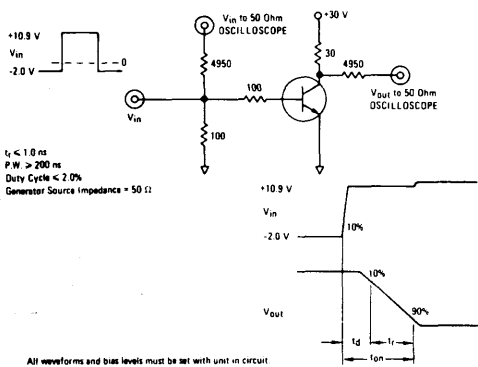 +10.9 V
Vin
-2.0 V
0
Vin to 50 Ohm
OSCILLOSCOPE
4950
100
Vin
100
+30 V
30
4950
Vout to 50 Ohm
OSCILLOSCOPE
tr ≤ 1.0 ns
P.W. > 200 ns
Duty Cycle ≤ 2.0%
Generator Source Impedance = 50 Ω
+10.9 V
Vin
-2.0 V
10%
10%
Vout
90%
td
tr
ton
All waveforms and bias levels must be set with unit in circuit.